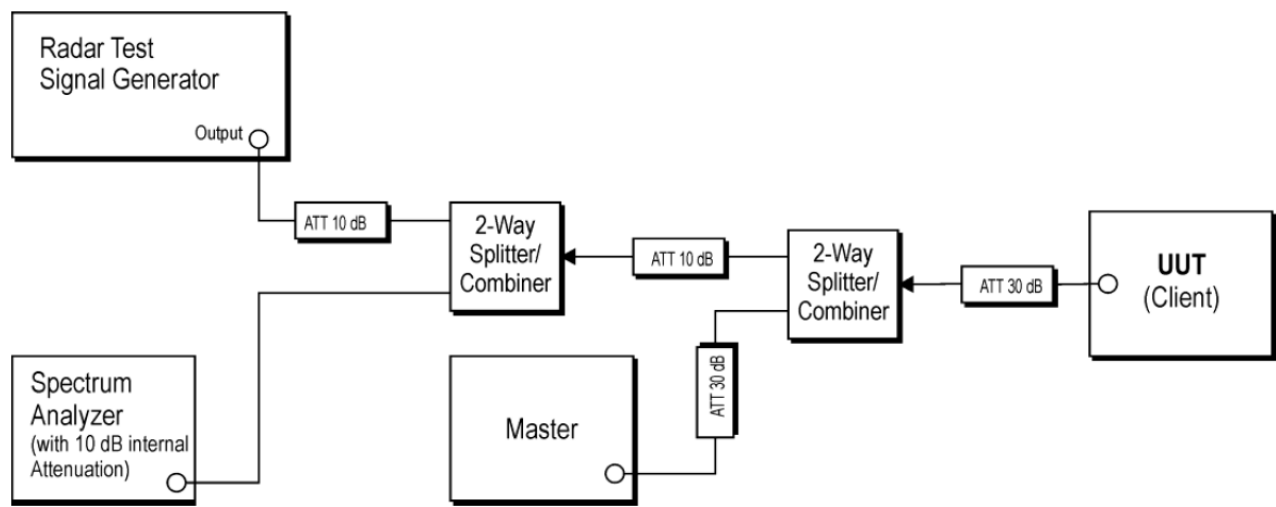 Radar Test
Signal Generator
Output
ATT 10 dB
2-Way
Splitter/
Combiner
ATT 10 dB
2-Way
Splitter/
Combiner
ATT 30 dB
UUT
(Client)
Spectrum
Analyzer
(with 10 dB internal
Attenuation)
Master
ATT 30 dB